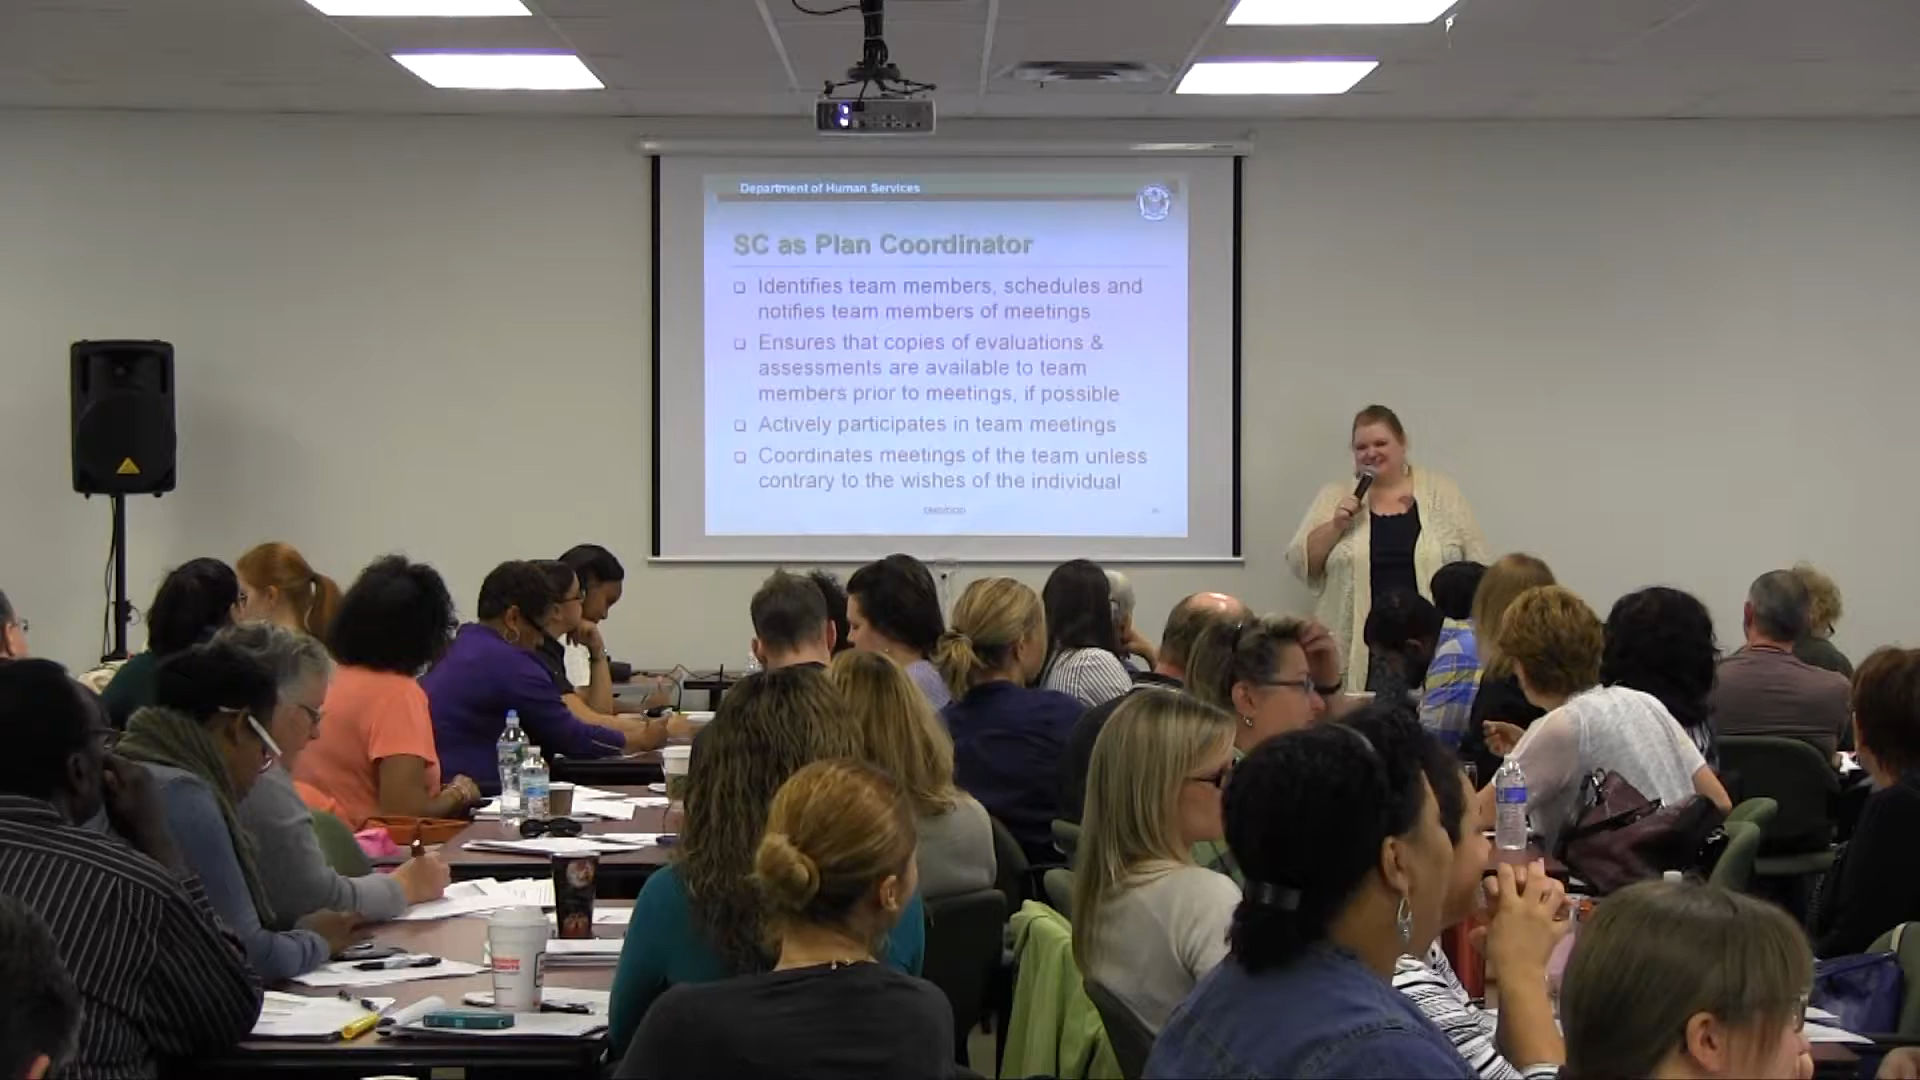 Department of Human Services
SC as Plan Coordinator
Identifies team members, schedules and
notifies team members of meetings
Ensures that copies of evaluations &
assessments are available to team
members prior to meetings, if possible
Actively participates in team meetings
Coordinates meetings of the team unless
contrary to the wishes of the individual